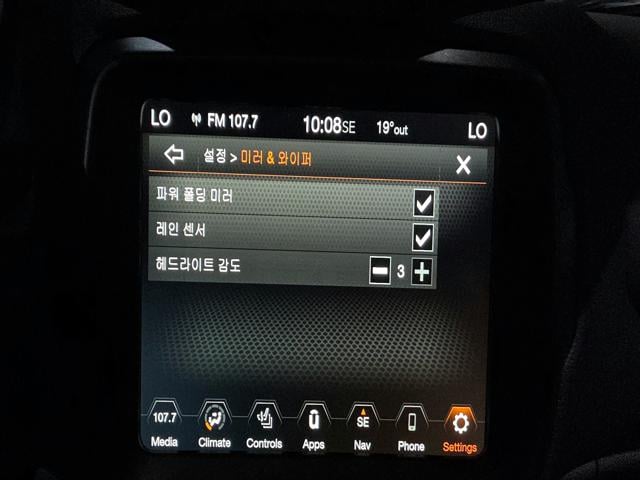 LO FM 107.7 10:08SE 19°out LO
설정 > 미러 & 와이퍼 X
파워 폴딩 미러
레인 센서
헤드라이트 감도 3
107.7 SE
Media Climate Controls Apps Nav Phone Settings